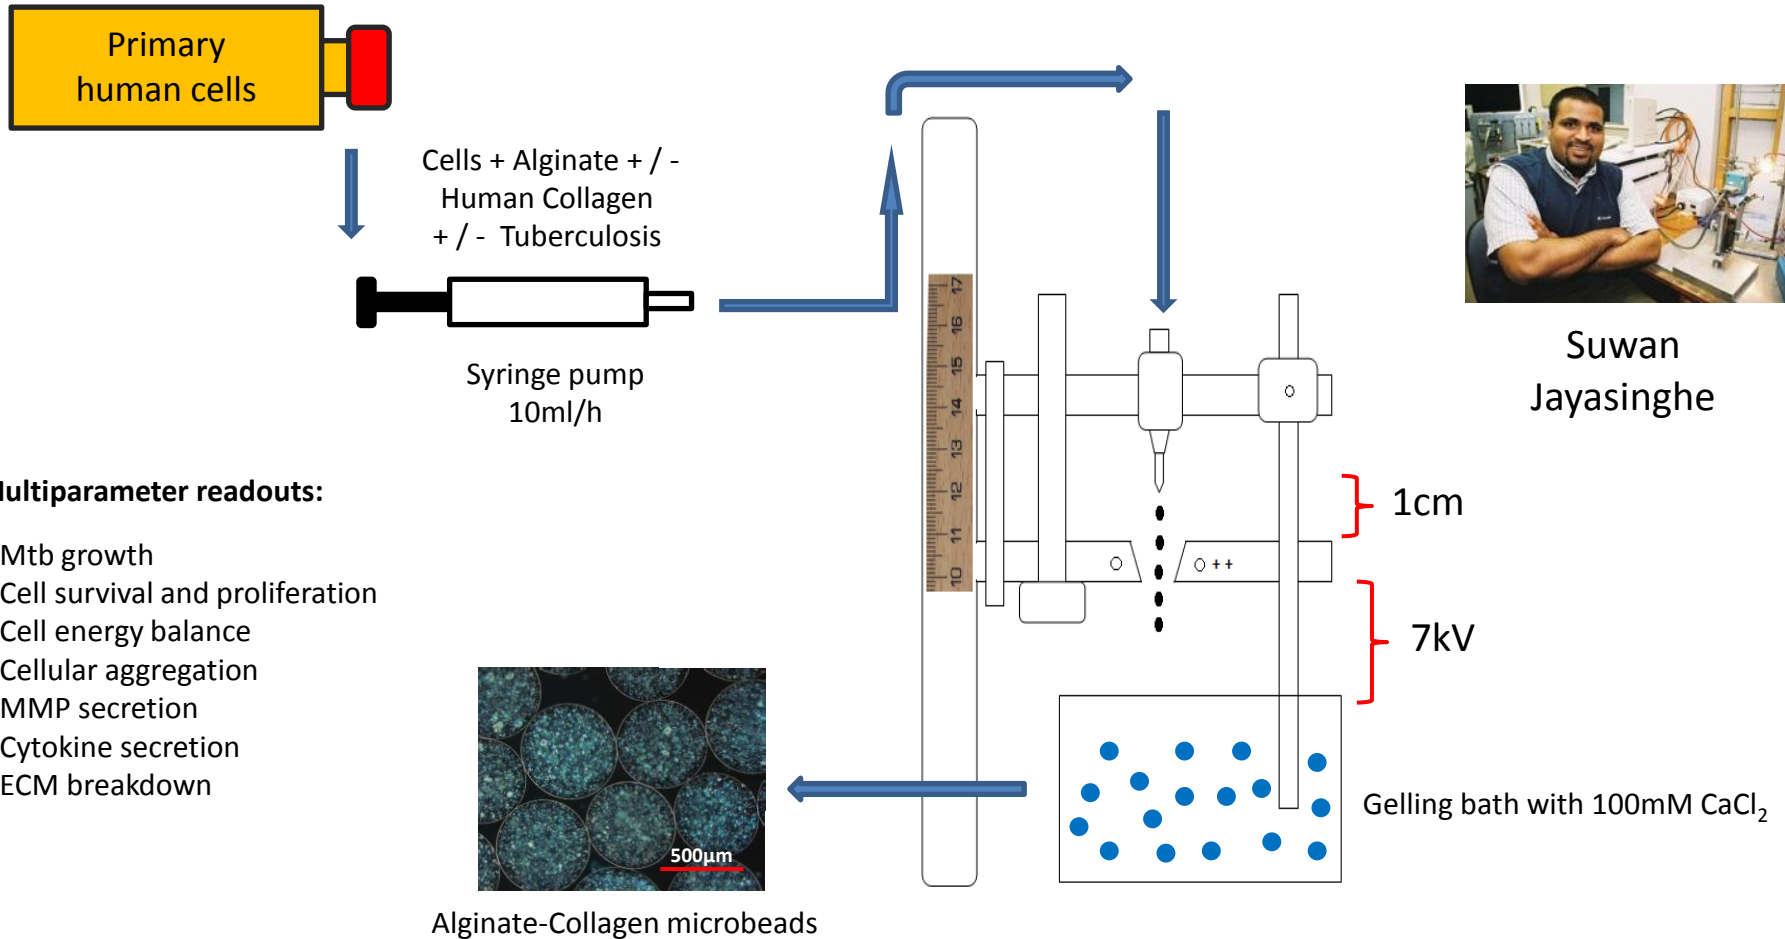 Primary
human cells
Cells + Alginate + / -
Human Collagen
+ / -  Tuberculosis
Syringe pump
10ml/h
Suwan
Jayasinghe
17
16
15
14
13
12
11
10
1cm
++
7kV
Multiparameter readouts:
Mtb growth
Cell survival and proliferation
Cell energy balance
Cellular aggregation
MMP secretion
Cytokine secretion
ECM breakdown
500µm
Gelling bath with 100mM CaCl₂
Alginate-Collagen microbeads